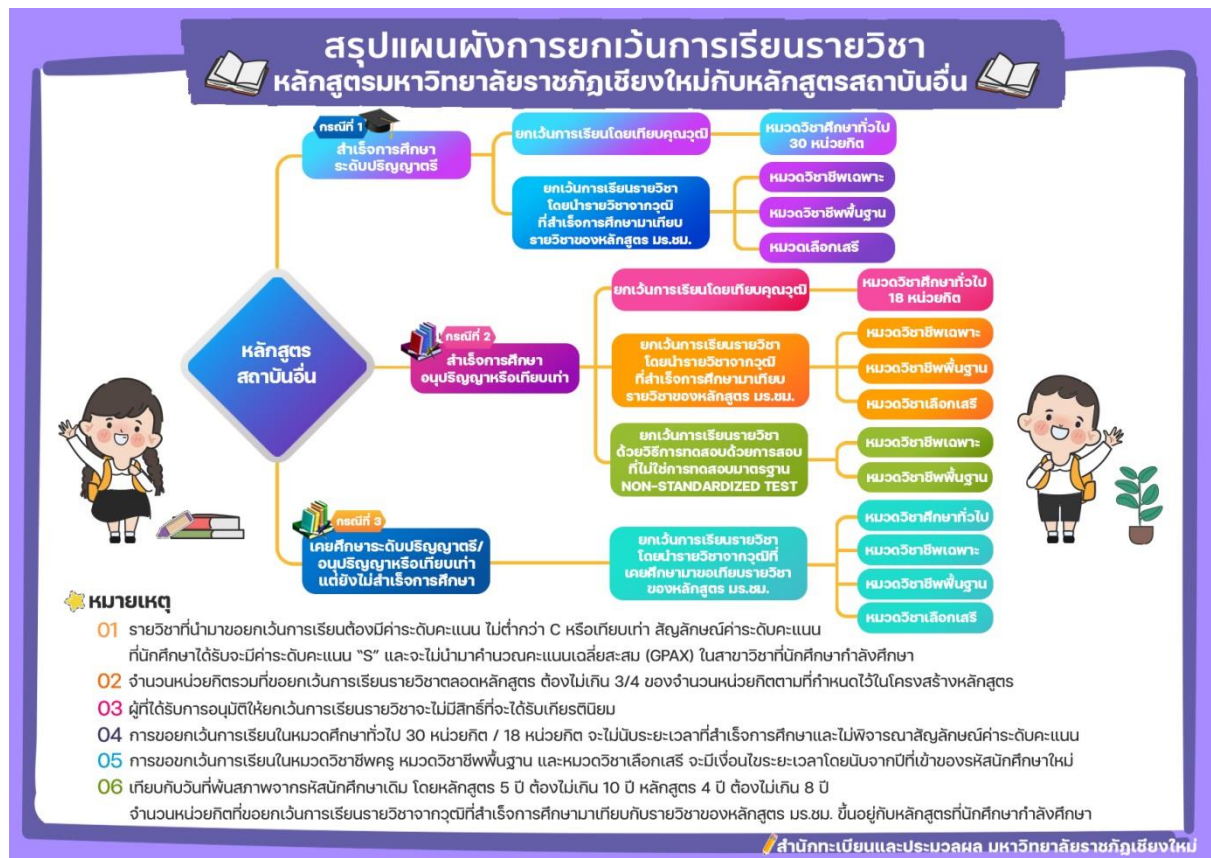 สรุปแผนผังการยกเว้นการเรียนรายวิชา
หลักสูตรมหาวิทยาลัยราชภัฏเชียงใหม่กับหลักสูตรสถาบันอื่น
กรณีที่ 1
สำเร็จการศึกษา
ระดับปริญญาตรี
ยกเว้นการเรียนโดยเทียบคุณวุฒิ
หมวดวิชาศึกษาทั่วไป
30 หน่วยกิต
ยกเว้นการเรียนรายวิชา
โดยนำรายวิชาจากวุฒิ
ที่สำเร็จการศึกษามาเทียบ
รายวิชาของหลักสูตร มร.ชม.
หมวดวิชาชีพเฉพาะ
หมวดวิชาชีพพื้นฐาน
หมวดเลือกเสรี
หลักสูตร
สถาบันอื่น
กรณีที่ 2
สำเร็จการศึกษา
อนุปริญญาหรือเทียบเท่า
ยกเว้นการเรียนโดยเทียบคุณวุฒิ
หมวดวิชาศึกษาทั่วไป
18 หน่วยกิต
ยกเว้นการเรียนรายวิชา
โดยนำรายวิชาจากวุฒิ
ที่สำเร็จการศึกษามาเทียบ
รายวิชาของหลักสูตร มร.ชม.
หมวดวิชาชีพเฉพาะ
หมวดวิชาชีพพื้นฐาน
หมวดวิชาเลือกเสรี
ยกเว้นการเรียนรายวิชา
ด้วยวิธีการทดสอบด้วยการสอบ
ที่ไม่ใช่การทดสอบมาตรฐาน
NON-STANDARDIZED TEST
หมวดวิชาชีพเฉพาะ
หมวดวิชาชีพพื้นฐาน
กรณีที่ 3
เคยศึกษาระดับปริญญาตรี/
อนุปริญญาหรือเทียบเท่า
แต่ยังไม่สำเร็จการศึกษา
ยกเว้นการเรียนรายวิชา
โดยนำรายวิชาจากวุฒิที่
เคยศึกษามาขอเทียบรายวิชา
ของหลักสูตร มร.ชม.
หมวดวิชาศึกษาทั่วไป
หมวดวิชาชีพเฉพาะ
หมวดวิชาชีพพื้นฐาน
หมวดวิชาเลือกเสรี
หมายเหตุ
01 รายวิชาที่นำมาขอยกเว้นการเรียนต้องมีค่าระดับคะแนน ไม่ต่ำกว่า C หรือเทียบเท่า สัญลักษณ์ค่าระดับคะแนน
ที่นักศึกษาได้รับจะมีค่าระดับคะแนน "S" และจะไม่นำมาคำนวณคะแนนเฉลี่ยสะสม (GPAX) ในสาขาวิชาที่นักศึกษากำลังศึกษา
02 จำนวนหน่วยกิตรวมที่ขอยกเว้นการเรียนรายวิชาตลอดหลักสูตร ต้องไม่เกิน 3/4 ของจำนวนหน่วยกิตตามที่กำหนดไว้ในโครงสร้างหลักสูตร
03 ผู้ที่ได้รับการอนุมัติให้ยกเว้นการเรียนรายวิชาจะไม่มีสิทธิ์ที่จะได้รับเกียรตินิยม
04 การขอยกเว้นการเรียนในหมวดศึกษาทั่วไป 30 หน่วยกิต / 18 หน่วยกิต จะไม่นับระยะเวลาที่สำเร็จการศึกษาและไม่พิจารณาสัญลักษณ์ค่าระดับคะแนน
05 การขอยกเว้นการเรียนในหมวดวิชาชีพครู หมวดวิชาชีพพื้นฐาน และหมวดวิชาเลือกเสรี จะมีเงื่อนไขระยะเวลาโดยนับจากปีที่เข้าของรหัสนักศึกษาใหม่
06 เทียบกับวันที่พ้นสภาพจากรหัสนักศึกษาเดิม โดยหลักสูตร 5 ปี ต้องไม่เกิน 10 ปี หลักสูตร 4 ปี ต้องไม่เกิน 8 ปี
จำนวนหน่วยกิตที่ขอยกเว้นการเรียนรายวิชาจากวุฒิที่สำเร็จการศึกษามาเทียบกับรายวิชาของหลักสูตร มร.ชม. ขึ้นอยู่กับหลักสูตรที่นักศึกษากำลังศึกษา
สำนักทะเบียนและประมวลผล มหาวิทยาลัยราชภัฏเชียงใหม่